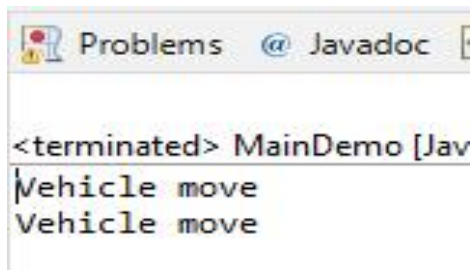 Problems @ Javadoc
<terminated> MainDemo [Jav
Vehicle move
Vehicle move